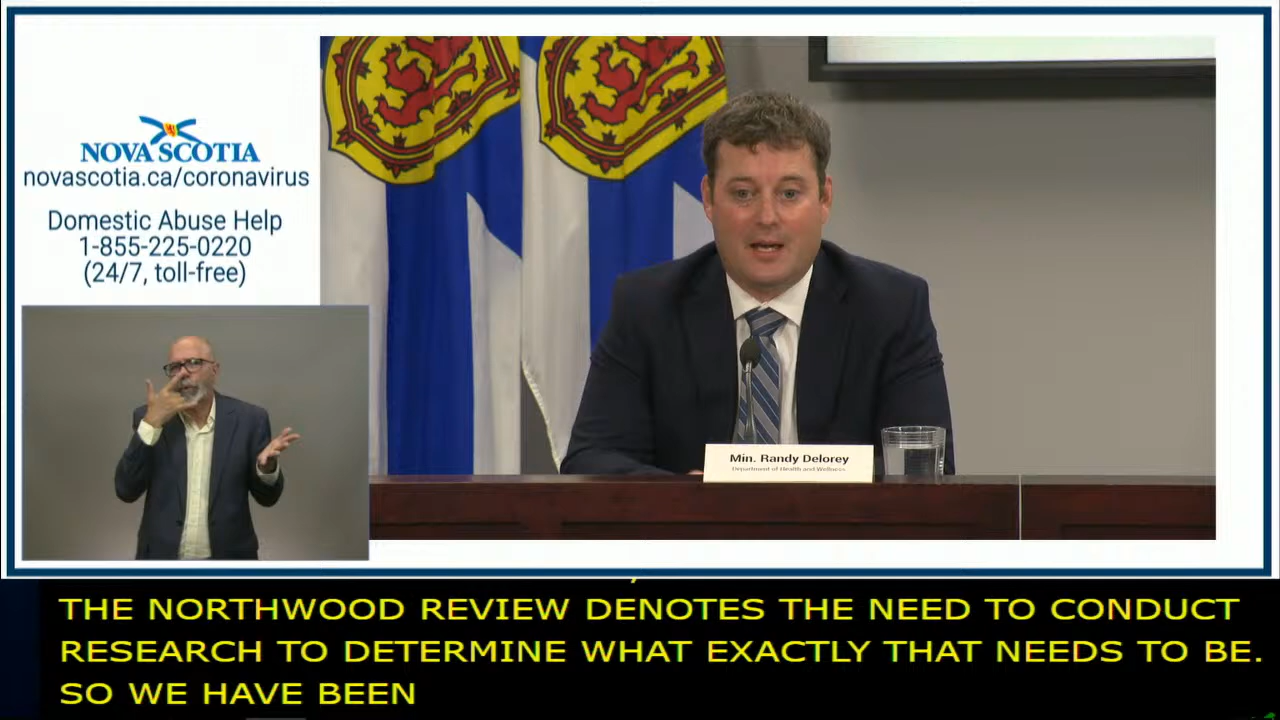 NOVA SCOTIA
novascotia.ca/coronavirus
Domestic Abuse Help
1-855-225-0220
(24/7, toll-free)
Min. Randy Delorey
Department of Health and Wellness
THE NORTHWOOD REVIEW DENOTES THE NEED TO CONDUCT
RESEARCH TO DETERMINE WHAT EXACTLY THAT NEEDS TO BE.
SO WE HAVE BEEN